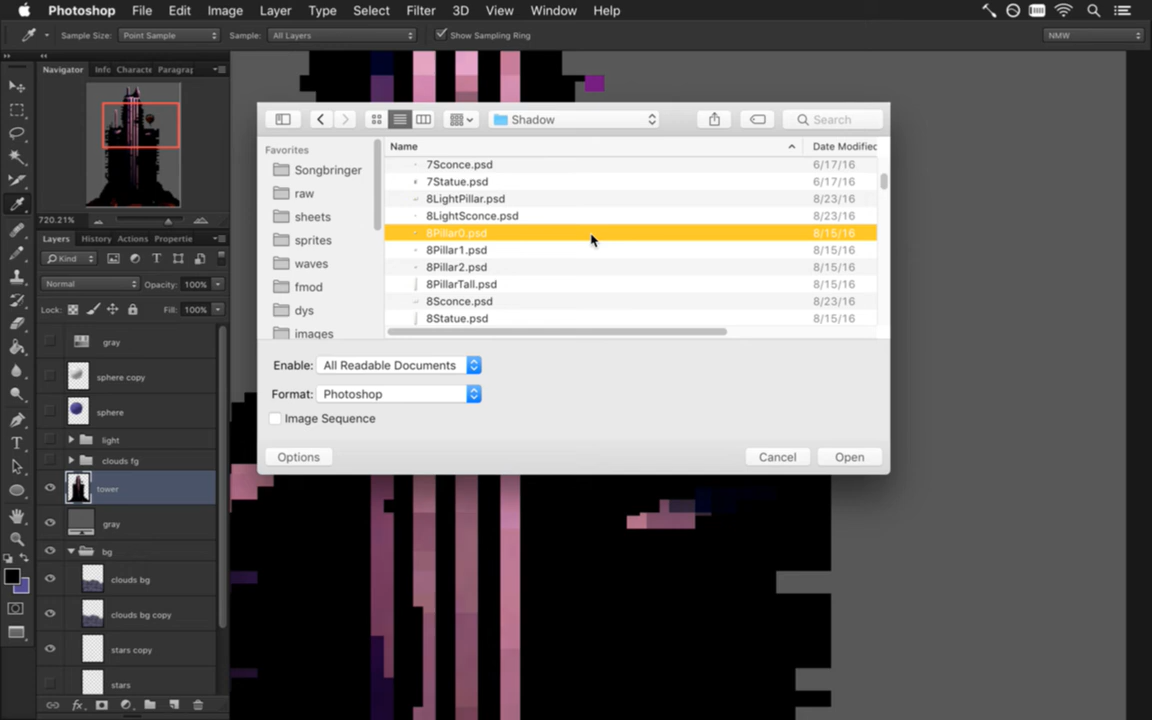 Photoshop File Edit Image Layer Type Select Filter 3D View Window Help
Sample Size: Point Sample Sample: All Layers Show Sampling Ring NMW
Navigator Info Characte Paragra
720.21%
Layers History Actions Propertie
Kind
Normal Opacity: 100%
Lock: Fill: 100%
gray
sphere copy
sphere
light
clouds fg
tower
gray
bg
clouds bg
clouds bg copy
stars copy
stars
fx
Shadow Search
Favorites
Songbringer
raw
sheets
sprites
waves
fmod
dys
images
Name Date Modified
7Sconce.psd 6/17/16
7Statue.psd 6/17/16
8LightPillar.psd 8/23/16
8LightSconce.psd 8/23/16
8Pillar0.psd 8/15/16
8Pillar1.psd 8/15/16
8Pillar2.psd 8/15/16
8PillarTall.psd 8/15/16
8Sconce.psd 8/23/16
8Statue.psd 8/15/16
Enable: All Readable Documents
Format: Photoshop
Image Sequence
Options Cancel Open